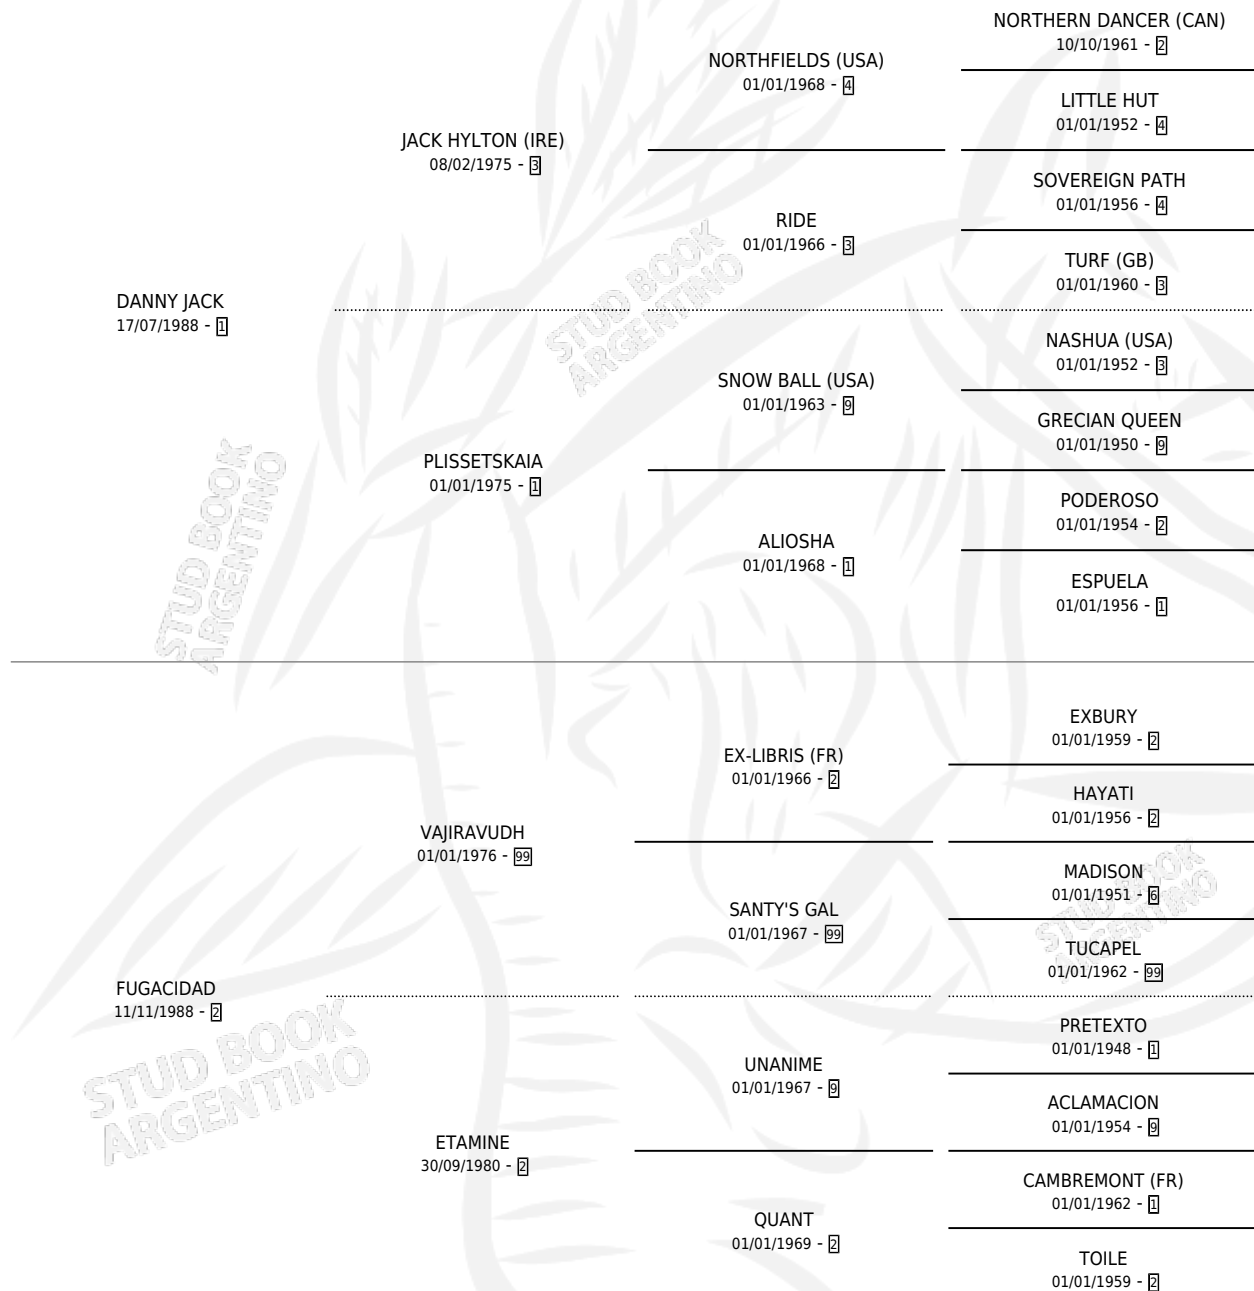 NORTHERN DANCER (CAN)
10/10/1961 - 2
NORTHFIELDS (USA)
01/01/1968 - 4
LITTLE HUT
01/01/1952 - 4
JACK HYLTON (IRE)
08/02/1975 - 3
SOVEREIGN PATH
01/01/1956 - 4
RIDE
01/01/1966 - 3
TURF (GB)
01/01/1960 - 3
DANNY JACK
17/07/1988 - 1
NASHUA (USA)
01/01/1952 - 3
SNOW BALL (USA)
01/01/1963 - 9
GRECIAN QUEEN
01/01/1950 - 9
PLISSETSKAIA
01/01/1975 - 1
PODEROSO
01/01/1954 - 2
ALIOSHA
01/01/1968 - 1
ESPUELA
01/01/1956 - 1
EXBURY
01/01/1959 - 2
EX-LIBRIS (FR)
01/01/1966 - 2
HAYATI
01/01/1956 - 2
VAJIRAVUDH
01/01/1976 - 99
MADISON
01/01/1951 - 6
SANTY'S GAL
01/01/1967 - 99
TUCAPEL
01/01/1962 - 99
FUGACIDAD
11/11/1988 - 2
PRETEXTO
01/01/1948 - 1
UNANIME
01/01/1967 - 9
ACLAMACION
01/01/1954 - 9
ETAMINE
30/09/1980 - 2
CAMBREMONT (FR)
01/01/1962 - 1
QUANT
01/01/1969 - 2
TOILE
01/01/1959 - 2
STUD BOOK
ARGENTINO
STUD BOOK
ARGENTINO
STUD BOOK
ARGENTINO
STUD BOOK
ARGENTINO